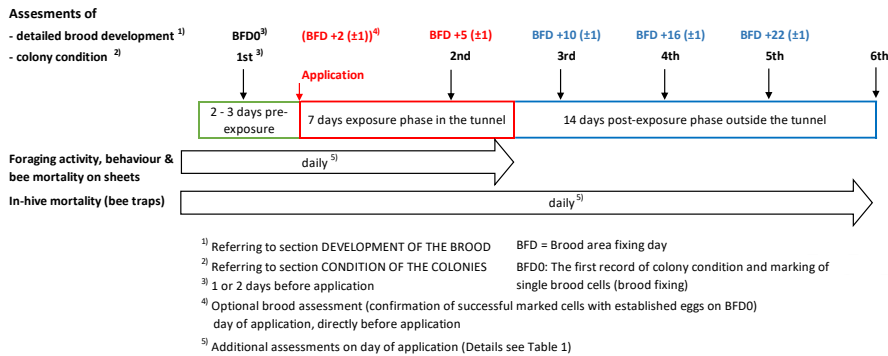 Assesments of
- detailed brood development 1) BFD0 3) (BFD +2 (±1)) 4) BFD +5 (±1) BFD +10 (±1) BFD +16 (±1) BFD +22 (±1)
- colony condition 2) 1st 3) 2nd 3rd 4th 5th 6th
Application
2 - 3 days pre-
exposure
7 days exposure phase in the tunnel
14 days post-exposure phase outside the tunnel
Foraging activity, behaviour &
bee mortality on sheets
daily 5)
In-hive mortality (bee traps)
daily 5)
1) Referring to section DEVELOPMENT OF THE BROOD
2) Referring to section CONDITION OF THE COLONIES
3) 1 or 2 days before application
4) Optional brood assessment (confirmation of successful marked cells with established eggs on BFD0)
day of application, directly before application
5) Additional assessments on day of application (Details see Table 1)
BFD = Brood area fixing day
BFD0: The first record of colony condition and marking of
single brood cells (brood fixing)